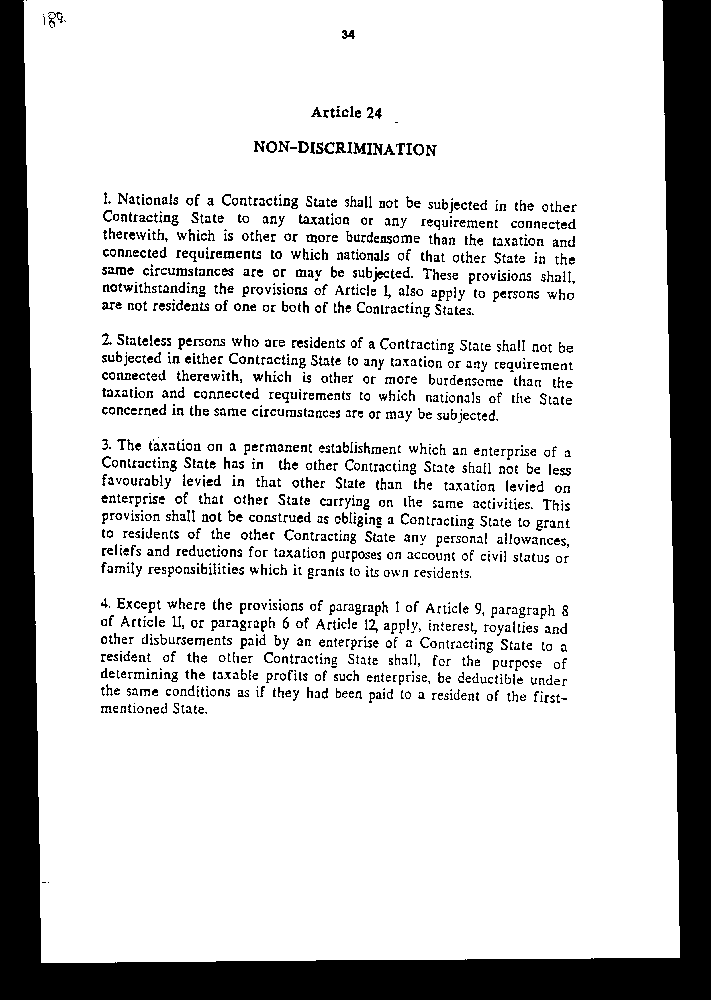 182
34
Article 24
NON-DISCRIMINATION
1. Nationals of a Contracting State shall not be subjected in the other
Contracting State to any taxation or any requirement connected
therewith, which is other or more burdensome than the taxation and
connected requirements to which nationals of that other State in the
same circumstances are or may be subjected. These provisions shall,
notwithstanding the provisions of Article 1, also apply to persons who
are not residents of one or both of the Contracting States.
2. Stateless persons who are residents of a Contracting State shall not be
subjected in either Contracting State to any taxation or any requirement
connected therewith, which is other or more burdensome than the
taxation and connected requirements to which nationals of the State
concerned in the same circumstances are or may be subjected.
3. The taxation on a permanent establishment which an enterprise of a
Contracting State has in the other Contracting State shall not be less
favourably levied in that other State than the taxation levied on
enterprise of that other State carrying on the same activities. This
provision shall not be construed as obliging a Contracting State to grant
to residents of the other Contracting State any personal allowances,
reliefs and reductions for taxation purposes on account of civil status or
family responsibilities which it grants to its own residents.
4. Except where the provisions of paragraph 1 of Article 9, paragraph 8
of Article 11, or paragraph 6 of Article 12, apply, interest, royalties and
other disbursements paid by an enterprise of a Contracting State to a
resident of the other Contracting State shall, for the purpose of
determining the taxable profits of such enterprise, be deductible under
the same conditions as if they had been paid to a resident of the first-
mentioned State.